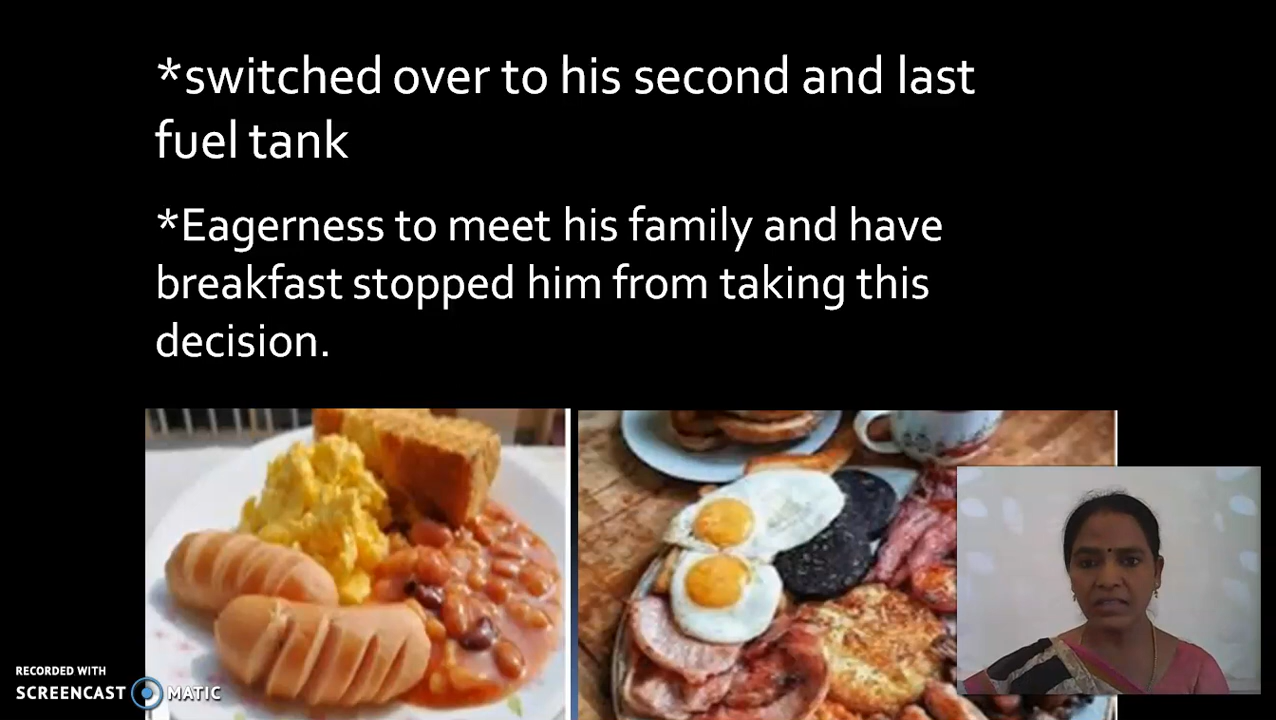 *switched over to his second and last
fuel tank
*Eagerness to meet his family and have
breakfast stopped him from taking this
decision.
RECORDED WITH
SCREENCAST MATIC